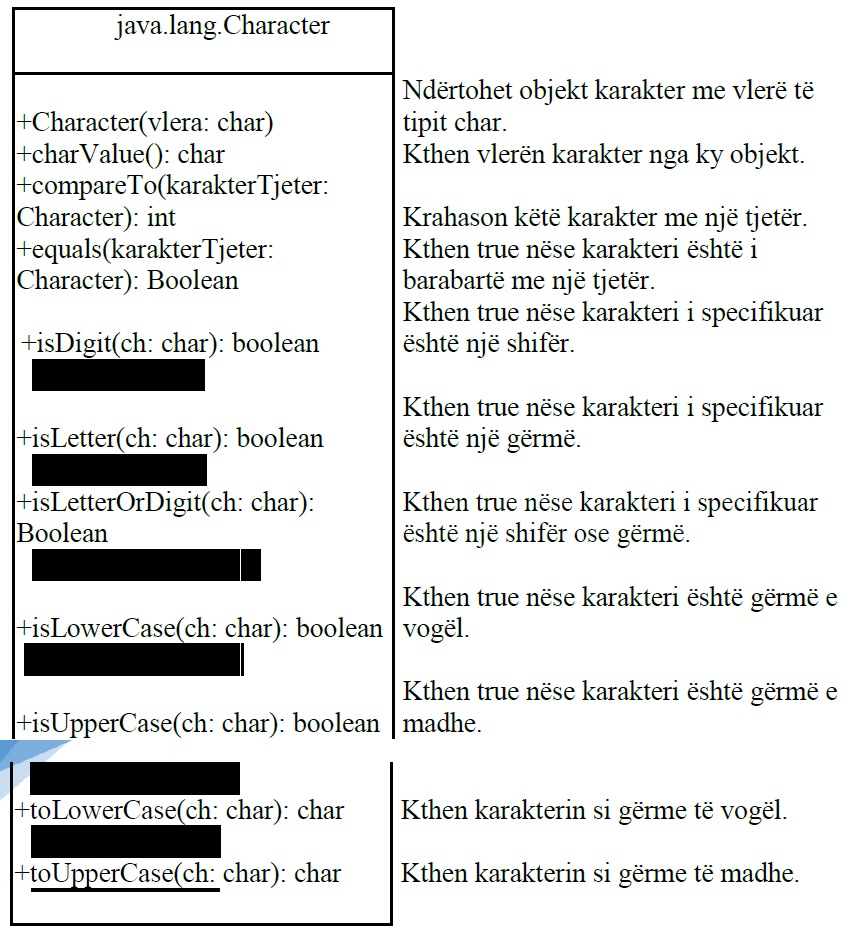 java.lang.Character
Ndërtohet objekt karakter me vlerë të
+Character(vlera: char)
tipit char.
+charValue(): char
Kthen vlerën karakter nga ky objekt.
+compareTo(karakterTjeter:
Character): int
Krahason këtë karakter me një tjetër.
+equals(karakterTjeter:
Kthen true nëse karakteri është i
Character): Boolean
barabartë me një tjetër.
Kthen true nëse karakteri i specifikuar
+isDigit(ch: char): boolean
është një shifër.
Kthen true nëse karakteri i specifikuar
+isLetter(ch: char): boolean
është një gërmë.
+isLetterOrDigit(ch: char):
Kthen true nëse karakteri i specifikuar
Boolean
është një shifër ose gërmë.
Kthen true nëse karakteri është gërmë e
+isLowerCase(ch: char): boolean
vogël.
Kthen true nëse karakteri është gërmë e
+isUpperCase(ch: char): boolean
madhe.
+toLowerCase(ch: char): char
Kthen karakterin si gërme të vogël.
+toUpperCase(ch: char): char
Kthen karakterin si gërme të madhe.